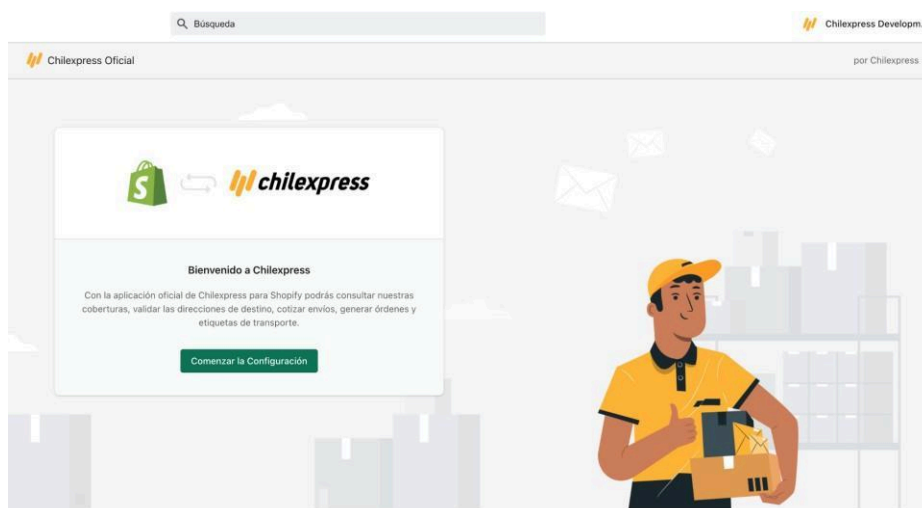 Búsqueda
Chilexpress Developm
Chilexpress Oficial
por Chilexpress
chilexpress
Bienvenido a Chilexpress
Con la aplicación oficial de Chilexpress para Shopify podrás consultar nuestras
coberturas, validar las direcciones de destino, cotizar envíos, generar órdenes y
etiquetas de transporte.
Comenzar la Configuración